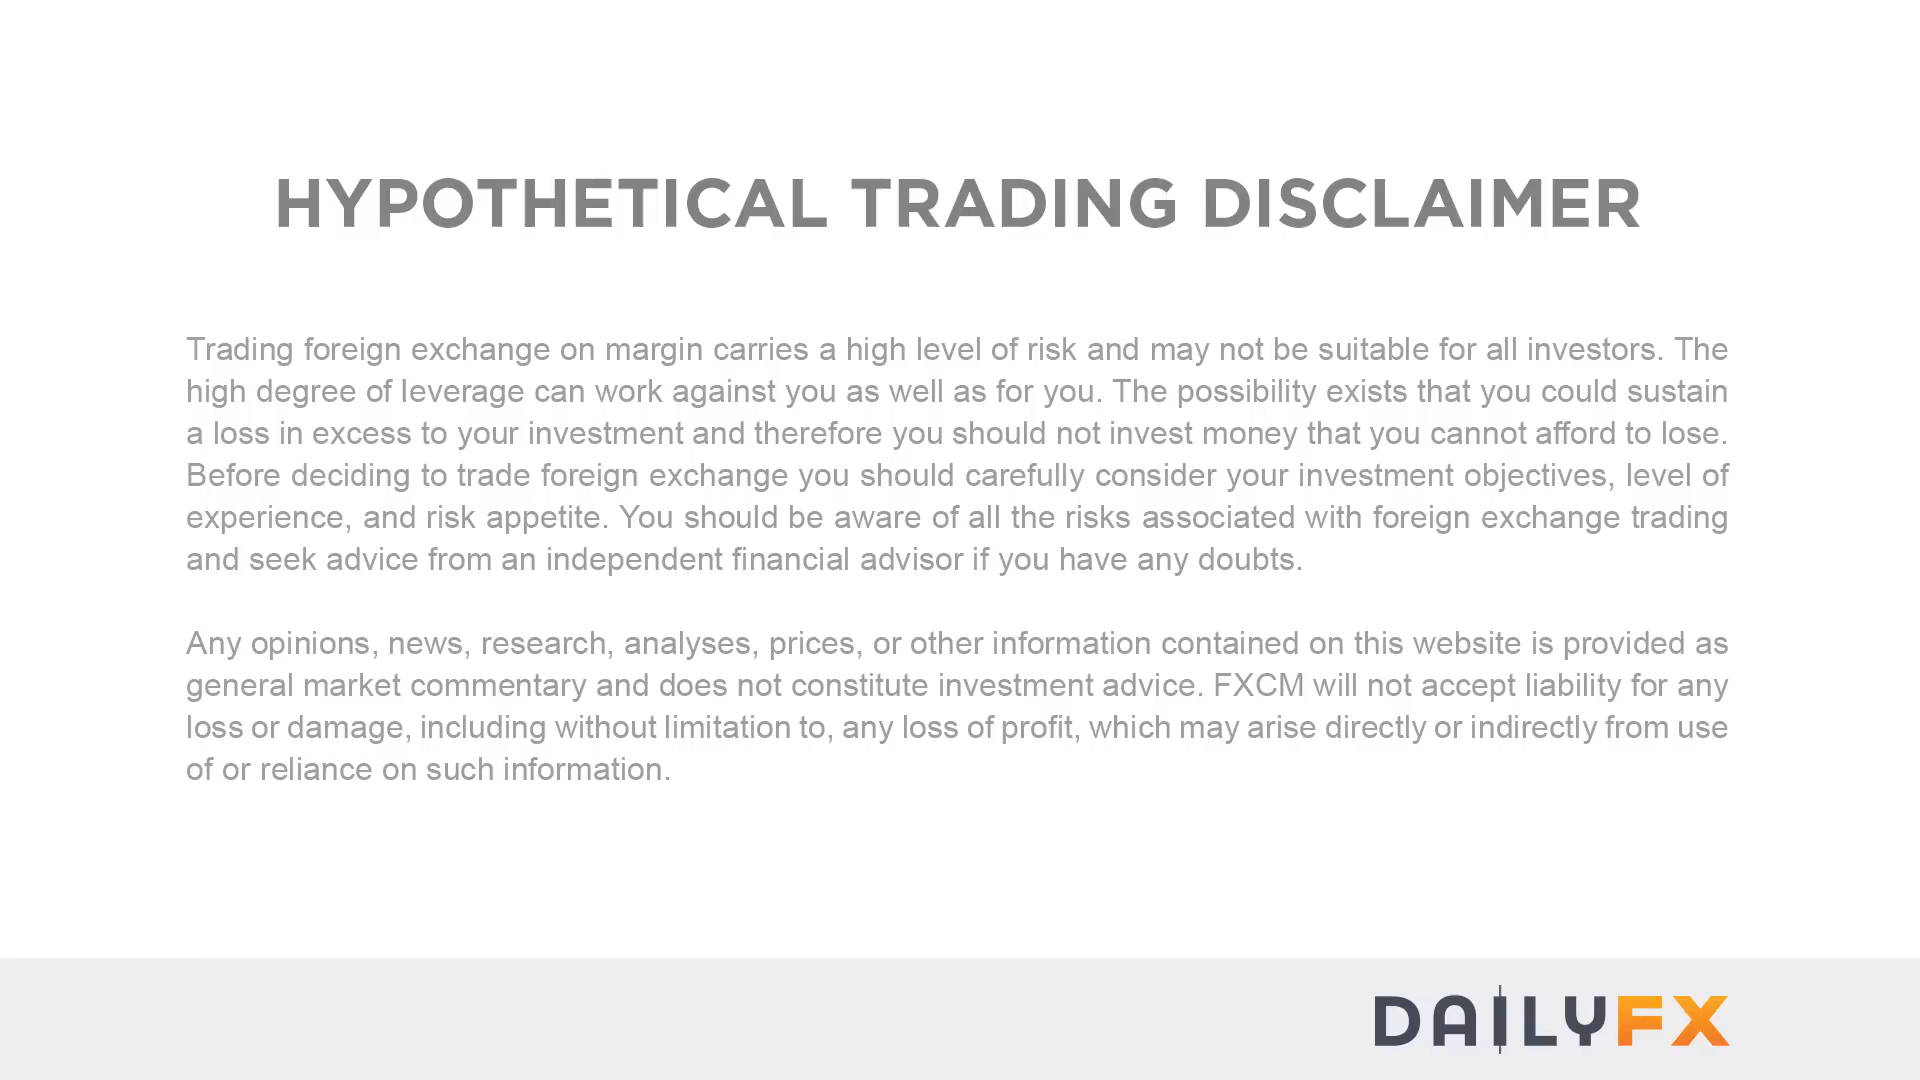 HYPOTHETICAL TRADING DISCLAIMER
Trading foreign exchange on margin carries a high level of risk and may not be suitable for all investors. The
high degree of leverage can work against you as well as for you. The possibility exists that you could sustain
a loss in excess to your investment and therefore you should not invest money that you cannot afford to lose.
Before deciding to trade foreign exchange you should carefully consider your investment objectives, level of
experience, and risk appetite. You should be aware of all the risks associated with foreign exchange trading
and seek advice from an independent financial advisor if you have any doubts.
Any opinions, news, research, analyses, prices, or other information contained on this website is provided as
general market commentary and does not constitute investment advice. FXCM will not accept liability for any
loss or damage, including without limitation to, any loss of profit, which may arise directly or indirectly from use
of or reliance on such information.
DAILYFX